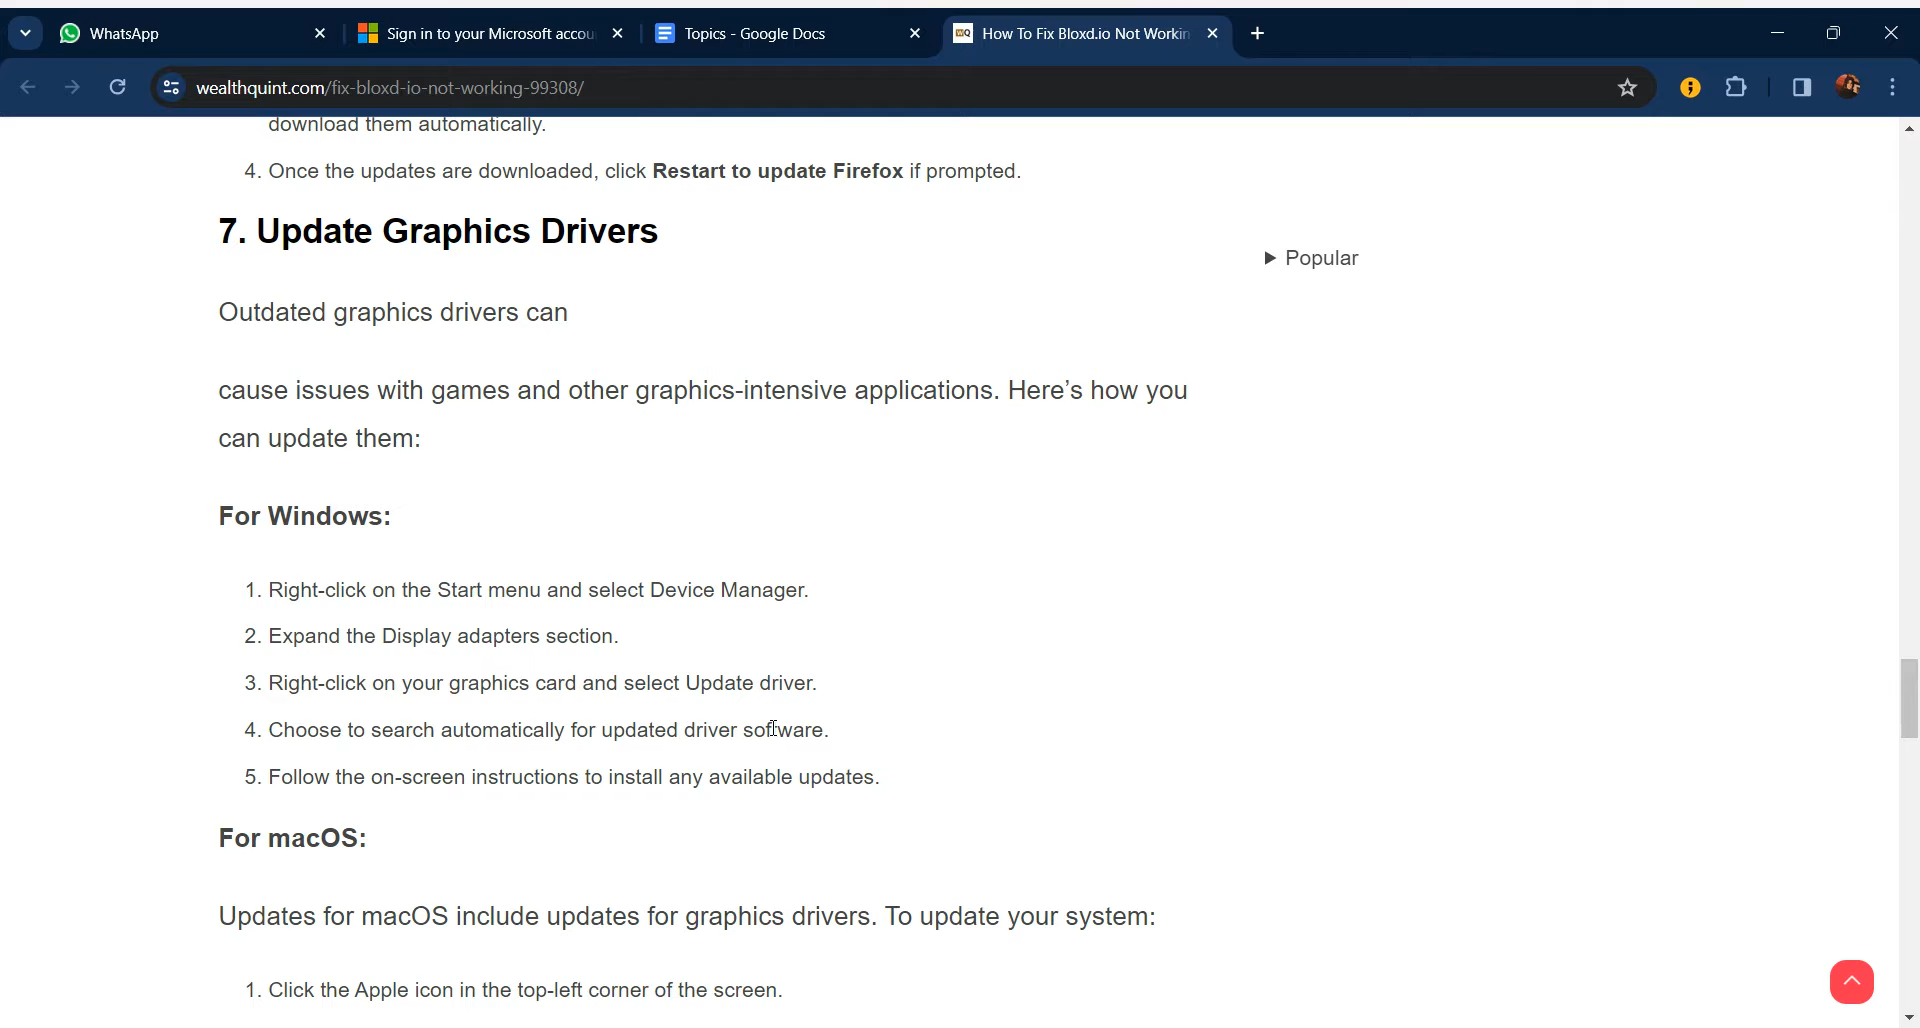 WhatsApp
Sign in to your Microsoft accou
Topics - Google Docs
How To Fix Bloxd.io Not Workin
wealthquint.com/fix-bloxd-io-not-working-99308/
download them automatically.
4. Once the updates are downloaded, click Restart to update Firefox if prompted.
7. Update Graphics Drivers
Popular
Outdated graphics drivers can
cause issues with games and other graphics-intensive applications. Here’s how you
can update them:
For Windows:
1. Right-click on the Start menu and select Device Manager.
2. Expand the Display adapters section.
3. Right-click on your graphics card and select Update driver.
4. Choose to search automatically for updated driver software.
5. Follow the on-screen instructions to install any available updates.
For macOS:
Updates for macOS include updates for graphics drivers. To update your system:
1. Click the Apple icon in the top-left corner of the screen.